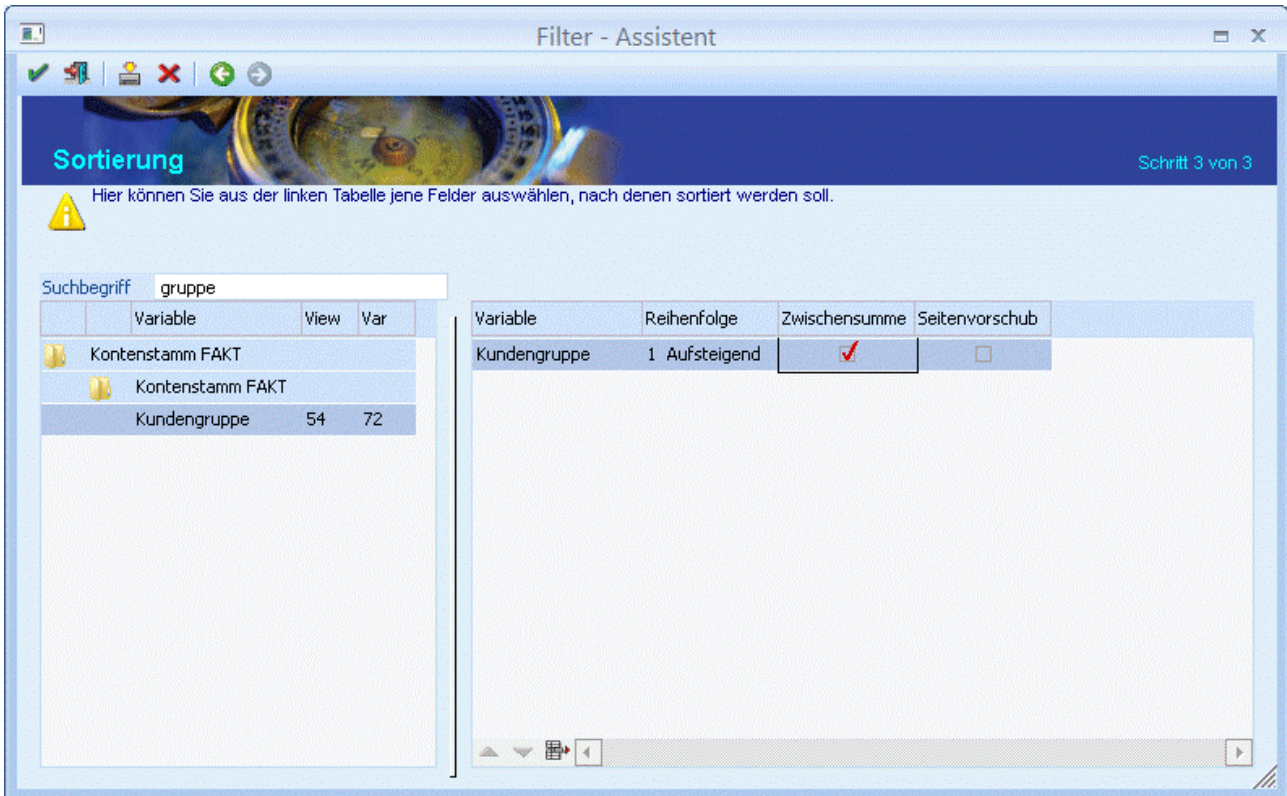 Filter - Assistent
Sortierung
Schritt 3 von 3
Hier können Sie aus der linken Tabelle jene Felder auswählen, nach denen sortiert werden soll.
Suchbegriff gruppe
Variable View Var
Kontenstamm FAKT
Kontenstamm FAKT
Kundengruppe 54 72
Variable Reihenfolge Zwischensumme Seitenvorschub
Kundengruppe 1 Aufsteigend